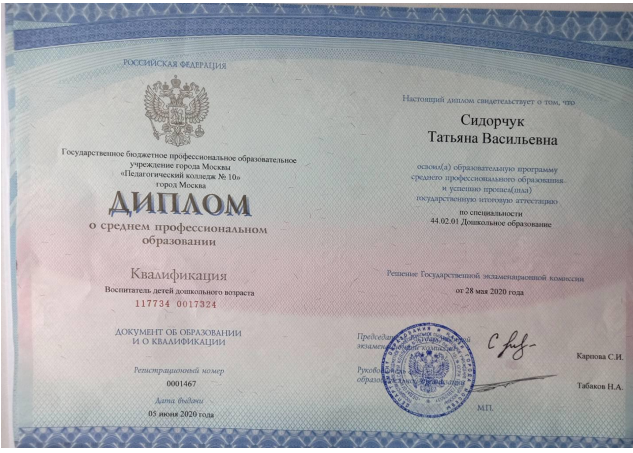 РОССИЙСКАЯ ФЕДЕРАЦИЯ
Государственное бюджетное профессиональное образовательное
учреждение города Москвы
«Педагогический колледж № 10»
город Москва
ДИПЛОМ
о среднем профессиональном
образовании
Квалификация
Воспитатель детей дошкольного возраста
117734 0017324
ДОКУМЕНТ ОБ ОБРАЗОВАНИИ
И О КВАЛИФИКАЦИИ
Регистрационный номер
0001467
Дата выдачи
05 июня 2020 года
Настоящий диплом свидетельствует о том, что
Сидорчук
Татьяна Васильевна
освоил(а) образовательную программу
среднего профессионального образования
и успешно прошел(шла)
государственную итоговую аттестацию
по специальности
44.02.01 Дошкольное образование
Решение Государственной экзаменационной комиссии
от 28 мая 2020 года
Председатель
Карпова С.И.
Табаков Н.А.
М.П.